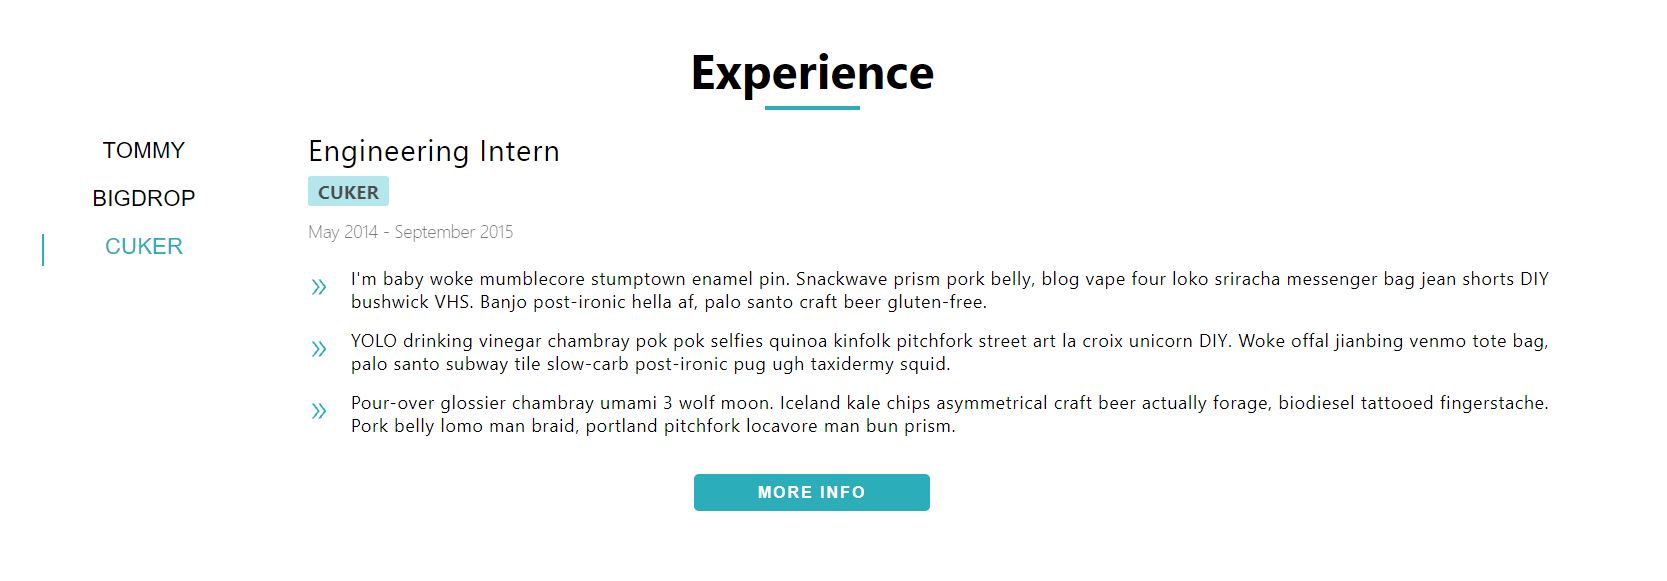 Experience
TOMMY
BIGDROP
CUKER
Engineering Intern
CUKER
May 2014 - September 2015
I'm baby woke mumblecore stumptown enamel pin. Snackwave prism pork belly, blog vape four loko sriracha messenger bag jean shorts DIY
bushwick VHS. Banjo post-ironic hella af, palo santo craft beer gluten-free.
YOLO drinking vinegar chambray pok pok selfies quinoa kinfolk pitchfork street art la croix unicorn DIY. Woke offal jianbing venmo tote bag,
palo santo subway tile slow-carb post-ironic pug ugh taxidermy squid.
Pour-over glossier chambray umami 3 wolf moon. Iceland kale chips asymmetrical craft beer actually forage, biodiesel tattooed fingerstache.
Pork belly lomo man braid, portland pitchfork locavore man bun prism.
MORE INFO